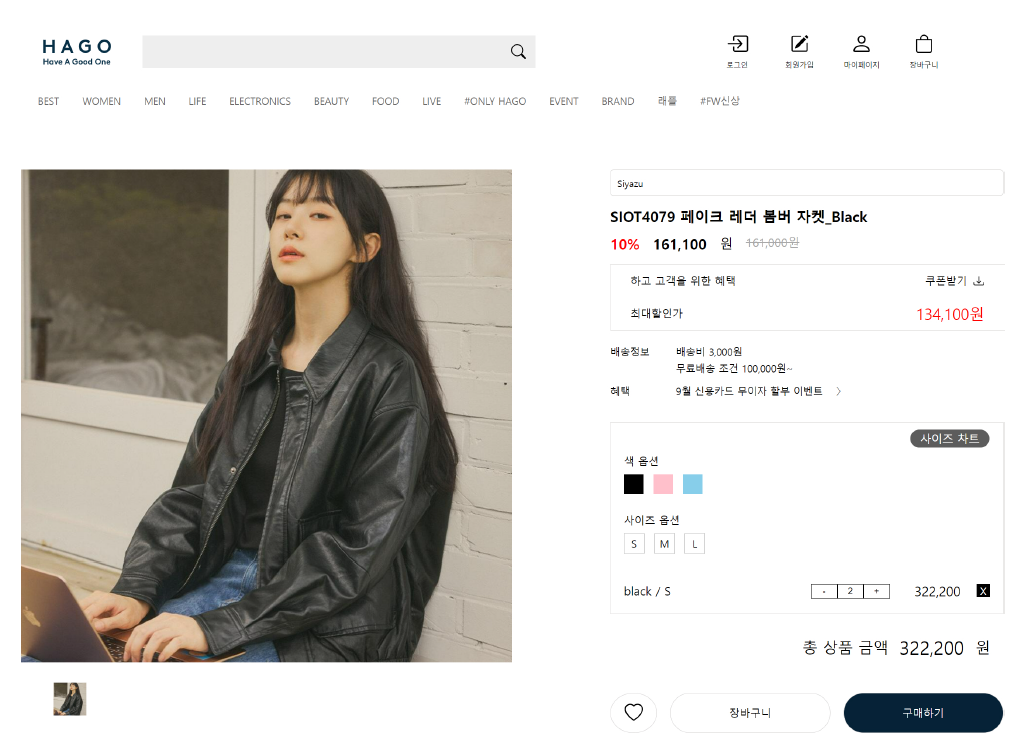 HAGO
Have A Good One
로그인
회원가입
마이페이지
장바구니
BEST WOMEN MEN LIFE ELECTRONICS BEAUTY FOOD LIVE #ONLY HAGO EVENT BRAND 래플 #FW신상
Siyazu
SIOT4079 페이크 레더 봄버 자켓_Black
10% 161,100 원 161,000원
하고 고객을 위한 혜택 쿠폰받기
최대할인가 134,100원
배송정보 배송비 3,000원
무료배송 조건 100,000원~
혜택 9월 신용카드 무이자 할부 이벤트 >
사이즈 차트
색 옵션
사이즈 옵션
S M L
black / S - 2 + 322,200 X
총 상품 금액 322,200 원
장바구니 구매하기